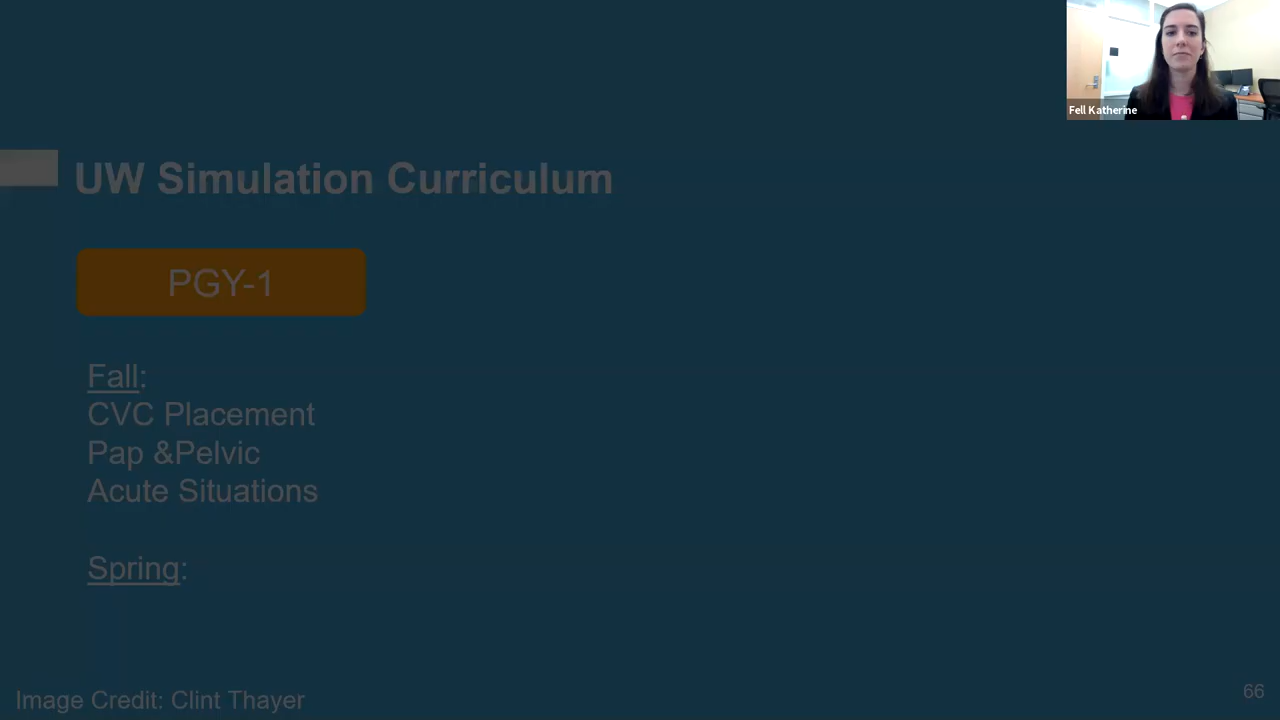 Fell Katherine
UW Simulation Curriculum
PGY-1
Fall:
CVC Placement
Pap &Pelvic
Acute Situations
Spring:
Image Credit: Clint Thayer
66